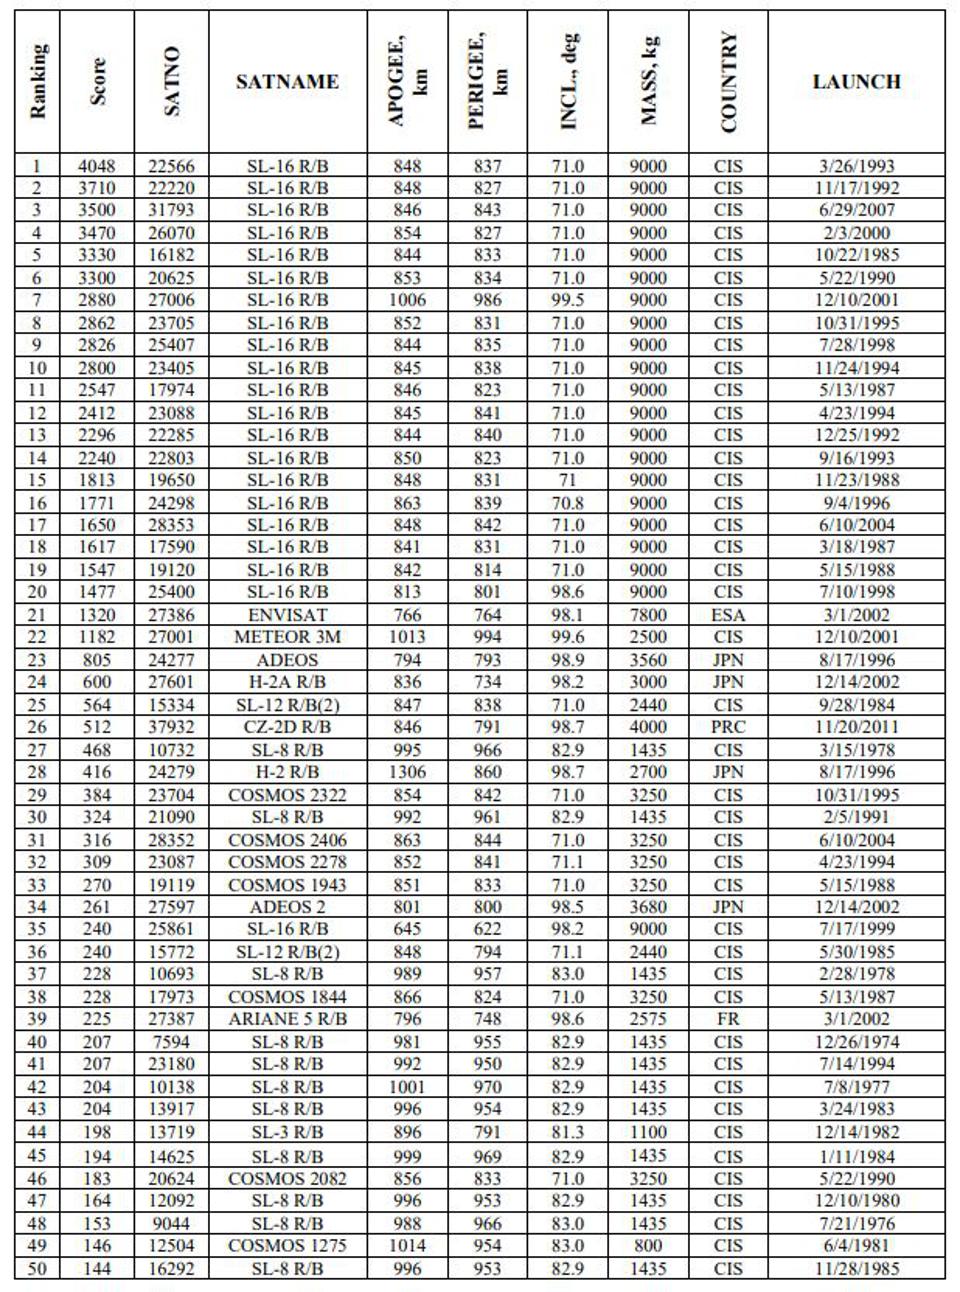 Ranking Score SATNO SATNAME APOGEE, km PERIGEE, km INCL., deg MASS, kg COUNTRY LAUNCH
1 4048 22566 SL-16 R/B 848 837 71.0 9000 CIS 3/26/1993
2 3710 22220 SL-16 R/B 848 827 71.0 9000 CIS 11/17/1992
3 3500 31793 SL-16 R/B 846 843 71.0 9000 CIS 6/29/2007
4 3470 26070 SL-16 R/B 854 827 71.0 9000 CIS 2/3/2000
5 3330 16182 SL-16 R/B 844 833 71.0 9000 CIS 10/22/1985
6 3300 20625 SL-16 R/B 853 834 71.0 9000 CIS 5/22/1990
7 2880 27006 SL-16 R/B 1006 986 99.5 9000 CIS 12/10/2001
8 2862 23705 SL-16 R/B 852 831 71.0 9000 CIS 10/31/1995
9 2826 25407 SL-16 R/B 844 835 71.0 9000 CIS 7/28/1998
10 2800 23405 SL-16 R/B 845 838 71.0 9000 CIS 11/24/1994
11 2547 17974 SL-16 R/B 846 823 71.0 9000 CIS 5/13/1987
12 2412 23088 SL-16 R/B 845 841 71.0 9000 CIS 4/23/1994
13 2296 22285 SL-16 R/B 844 840 71.0 9000 CIS 12/25/1992
14 2240 22803 SL-16 R/B 850 823 71.0 9000 CIS 9/16/1993
15 1813 19650 SL-16 R/B 848 831 71 9000 CIS 11/23/1988
16 1771 24298 SL-16 R/B 863 839 70.8 9000 CIS 9/4/1996
17 1650 28353 SL-16 R/B 848 842 71.0 9000 CIS 6/10/2004
18 1617 17590 SL-16 R/B 841 831 71.0 9000 CIS 3/18/1987
19 1547 19120 SL-16 R/B 842 814 71.0 9000 CIS 5/15/1988
20 1477 25400 SL-16 R/B 813 801 98.6 9000 CIS 7/10/1998
21 1320 27386 ENVISAT 766 764 98.1 7800 ESA 3/1/2002
22 1182 27001 METEOR 3M 1013 994 99.6 2500 CIS 12/10/2001
23 805 24277 ADEOS 794 793 98.9 3560 JPN 8/17/1996
24 600 27601 H-2A R/B 836 734 98.2 3000 JPN 12/14/2002
25 564 15334 SL-12 R/B(2) 847 838 71.0 2440 CIS 9/28/1984
26 512 37932 CZ-2D R/B 846 791 98.7 4000 PRC 11/20/2011
27 468 10732 SL-8 R/B 995 966 82.9 1435 CIS 3/15/1978
28 416 24279 H-2 R/B 1306 860 98.7 2700 JPN 8/17/1996
29 384 23704 COSMOS 2322 854 842 71.0 3250 CIS 10/31/1995
30 324 21090 SL-8 R/B 992 961 82.9 1435 CIS 2/5/1991
31 316 28352 COSMOS 2406 863 844 71.0 3250 CIS 6/10/2004
32 309 23087 COSMOS 2278 852 841 71.1 3250 CIS 4/23/1994
33 270 19119 COSMOS 1943 851 833 71.0 3250 CIS 5/15/1988
34 261 27597 ADEOS 2 801 800 98.5 3680 JPN 12/14/2002
35 240 25861 SL-16 R/B 645 622 98.2 9000 CIS 7/17/1999
36 240 15772 SL-12 R/B(2) 848 794 71.1 2440 CIS 5/30/1985
37 228 10693 SL-8 R/B 989 957 83.0 1435 CIS 2/28/1978
38 228 17973 COSMOS 1844 866 824 71.0 3250 CIS 5/13/1987
39 225 27387 ARIANE 5 R/B 796 748 98.6 2575 FR 3/1/2002
40 207 7594 SL-8 R/B 981 955 82.9 1435 CIS 12/26/1974
41 207 23180 SL-8 R/B 992 950 82.9 1435 CIS 7/14/1994
42 204 10138 SL-8 R/B 1001 970 82.9 1435 CIS 7/8/1977
43 204 13917 SL-8 R/B 996 954 82.9 1435 CIS 3/24/1983
44 198 13719 SL-3 R/B 896 791 81.3 1100 CIS 12/14/1982
45 194 14625 SL-8 R/B 999 969 82.9 1435 CIS 1/11/1984
46 183 20624 COSMOS 2082 856 833 71.0 3250 CIS 5/22/1990
47 164 12092 SL-8 R/B 996 953 82.9 1435 CIS 12/10/1980
48 153 9044 SL-8 R/B 988 966 83.0 1435 CIS 7/21/1976
49 146 12504 COSMOS 1275 1014 954 83.0 800 CIS 6/4/1981
50 144 16292 SL-8 R/B 996 953 82.9 1435 CIS 11/28/1985